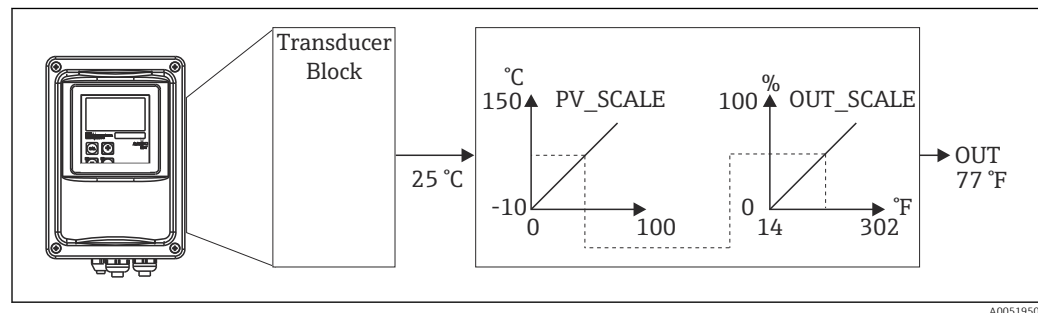 Transducer
Block
25 °C
°C
150
PV_SCALE
-10
0
100
%
100
OUT_SCALE
0
°F
14
302
OUT
77 °F
A0051950